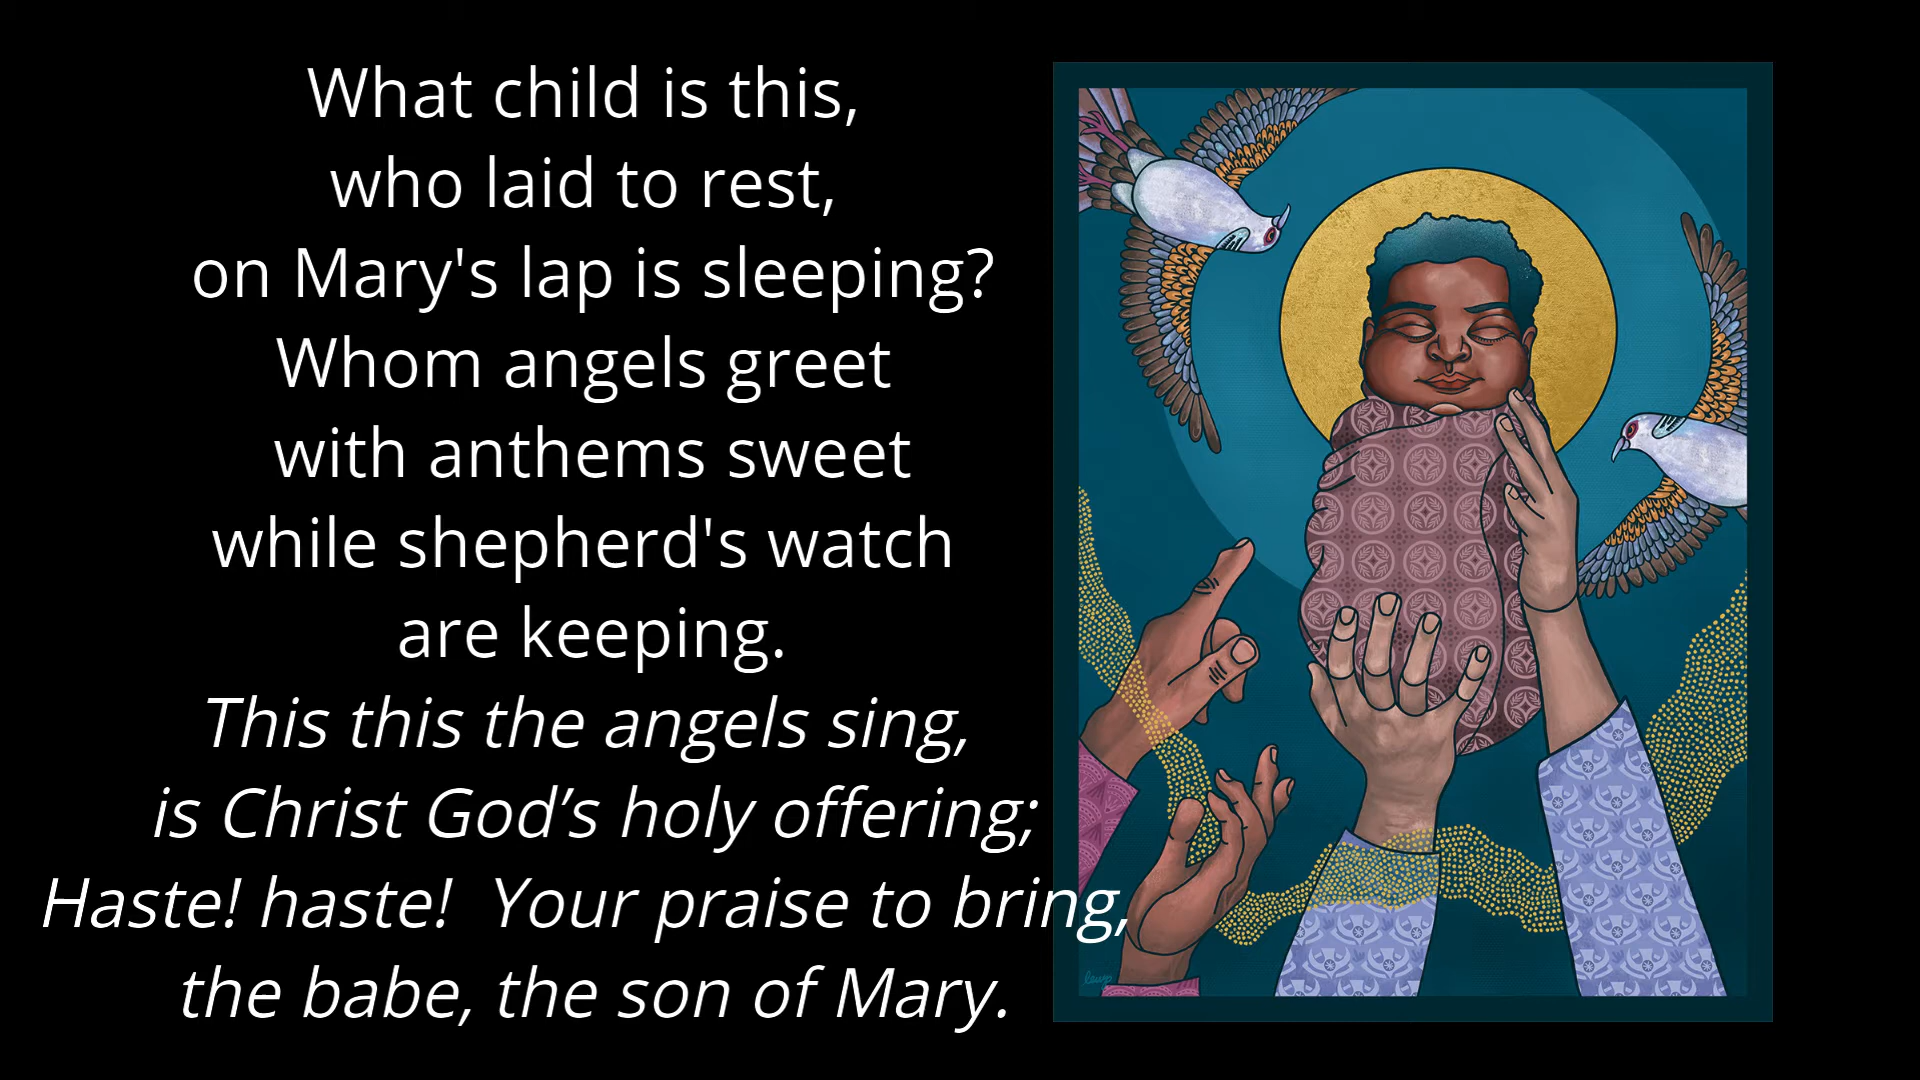 What child is this,
who laid to rest,
on Mary's lap is sleeping?
Whom angels greet
with anthems sweet
while shepherd's watch
are keeping.
This this the angels sing,
is Christ God’s holy offering;
Haste! haste!  Your praise to bring,
the babe, the son of Mary.